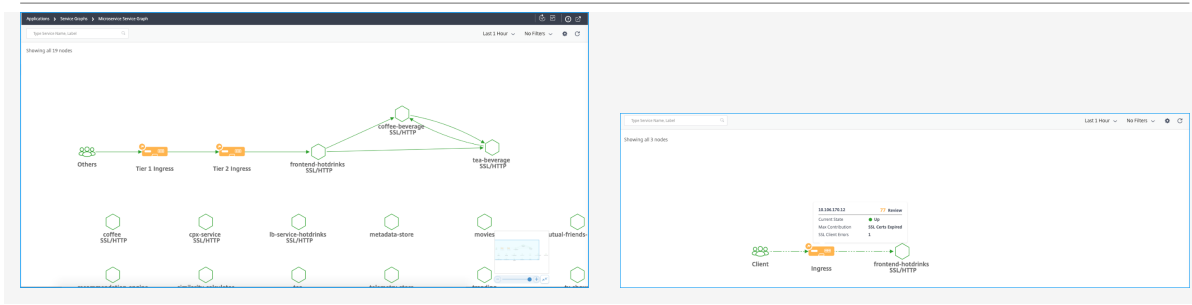 Applications > Service Graphs > Microservice Service Graph
Type Service Name, Label
Last 1 Hour
No Filters
Showing all 19 nodes
coffee-beverage
SSL/HTTP
Others
Tier 1 Ingress
Tier 2 Ingress
frontend-hotdrinks
SSL/HTTP
tea-beverage
SSL/HTTP
coffee
SSL/HTTP
cpx-service
SSL/HTTP
lb-service-hotdrinks
SSL/HTTP
metadata-store
movies
utual-friends-
Type Service Name, Label
Last 1 Hour
No Filters
Showing all 3 nodes
10.106.170.12
Review
Current State
Up
Max Contribution
SSL Certs Expired
SSL Client Errors
1
Client
Ingress
frontend-hotdrinks
SSL/HTTP